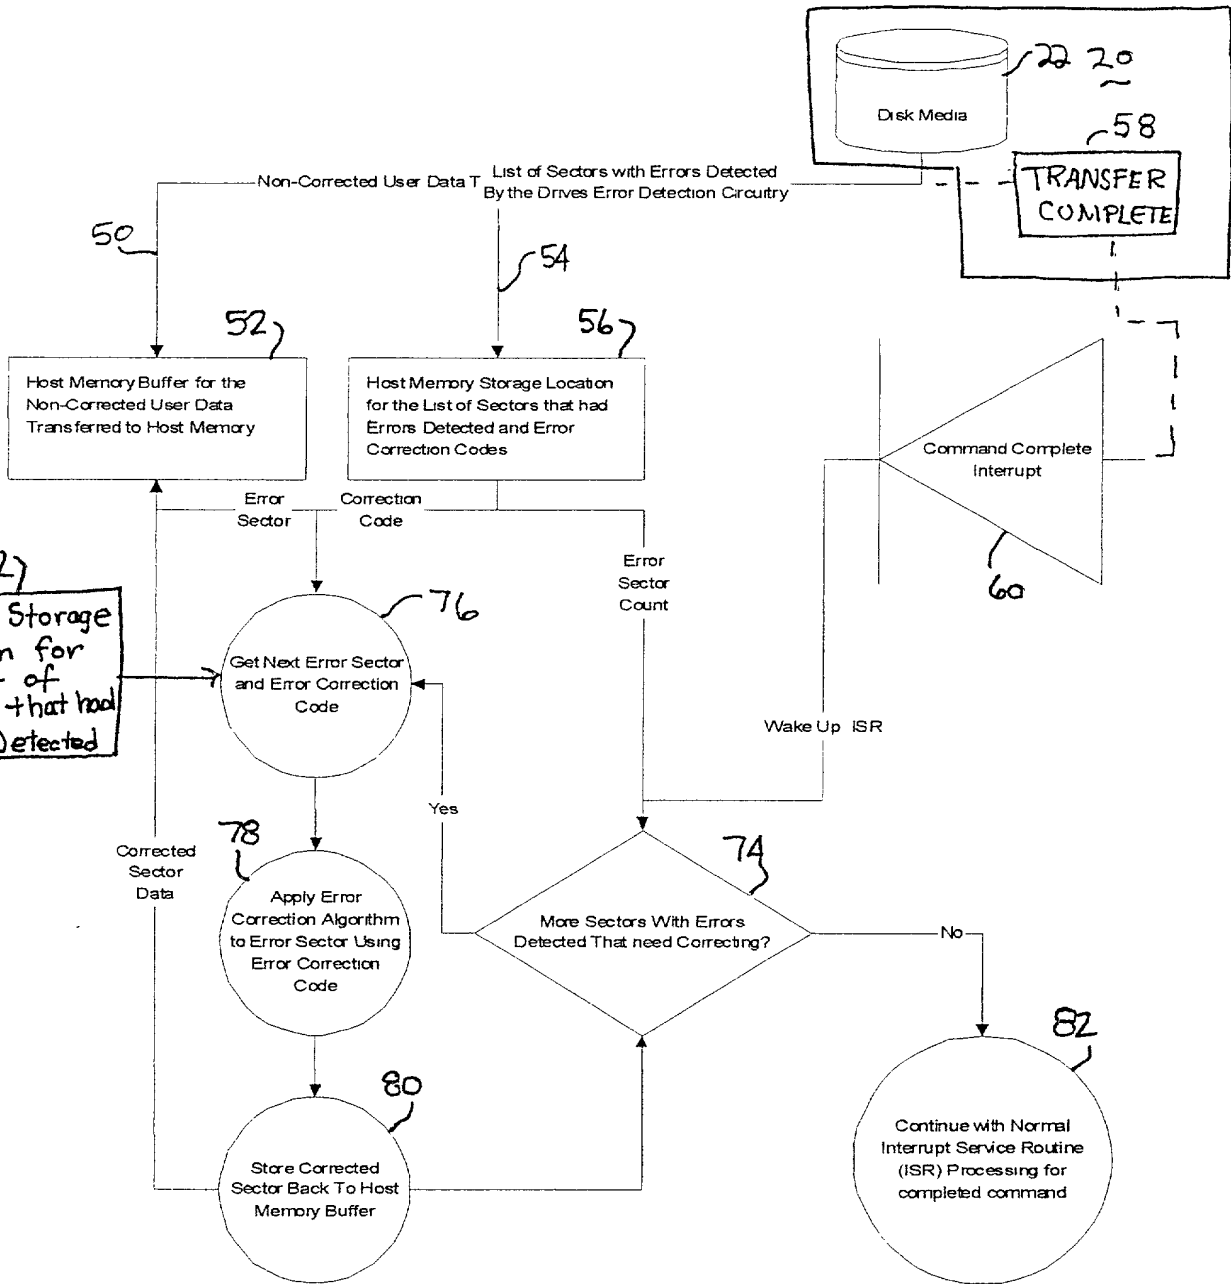 22 20
Disk Media
58
TRANSFER
COMPLETE
Non-Corrected User Data T
List of Sectors with Errors Detected
By the Drives Error Detection Circuitry
50
54
52
56
Host Memory Buffer for the
Non-Corrected User Data
Transferred to Host Memory
Host Memory Storage Location
for the List of Sectors that had
Errors Detected and Error
Correction Codes
Command Complete
Interrupt
60
Error
Sector
Correction
Code
Error
Sector
Count
Storage
for
of
that had
Detected
76
Get Next Error Sector
and Error Correction
Code
Wake Up ISR
Yes
Corrected
Sector
Data
78
Apply Error
Correction Algorithm
to Error Sector Using
Error Correction
Code
74
More Sectors With Errors
Detected That need Correcting?
No
80
Store Corrected
Sector Back To Host
Memory Buffer
82
Continue with Normal
Interrupt Service Routine
(ISR) Processing for
completed command